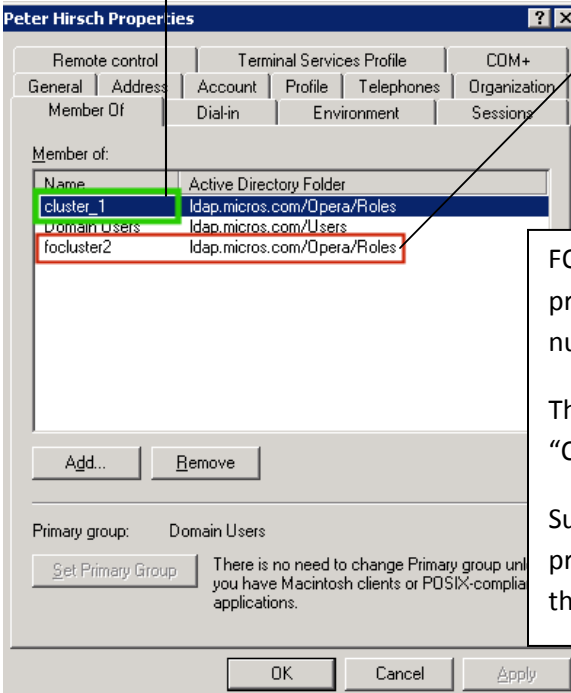 Peter Hirsch Properties
Remote control Terminal Services Profile COM+
General Address Account Profile Telephones Organization
Member Of Dial-in Environment Sessions
Member of:
Name Active Directory Folder
cluster_1 ldap.micros.com/Opera/Roles
Domain Users ldap.micros.com/Users
focluster2 ldap.micros.com/Opera/Roles
Add... Remove
Primary group: Domain Users
Set Primary Group There is no need to change Primary group
you have Macintosh clients or
applications.
OK Cancel Apply